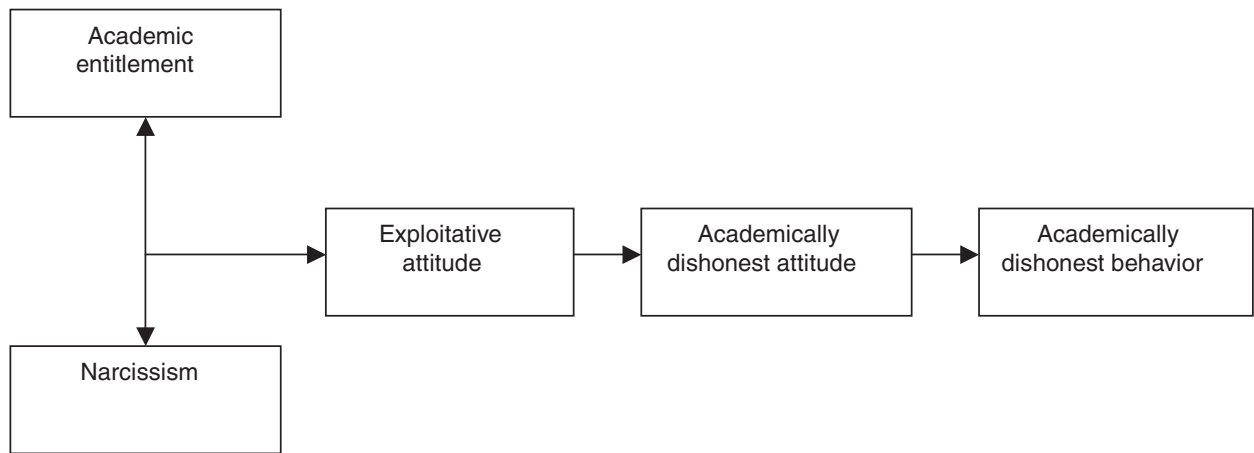 Academic
entitlement
Exploitative
attitude
Academically
dishonest attitude
Academically
dishonest behavior
Narcissism